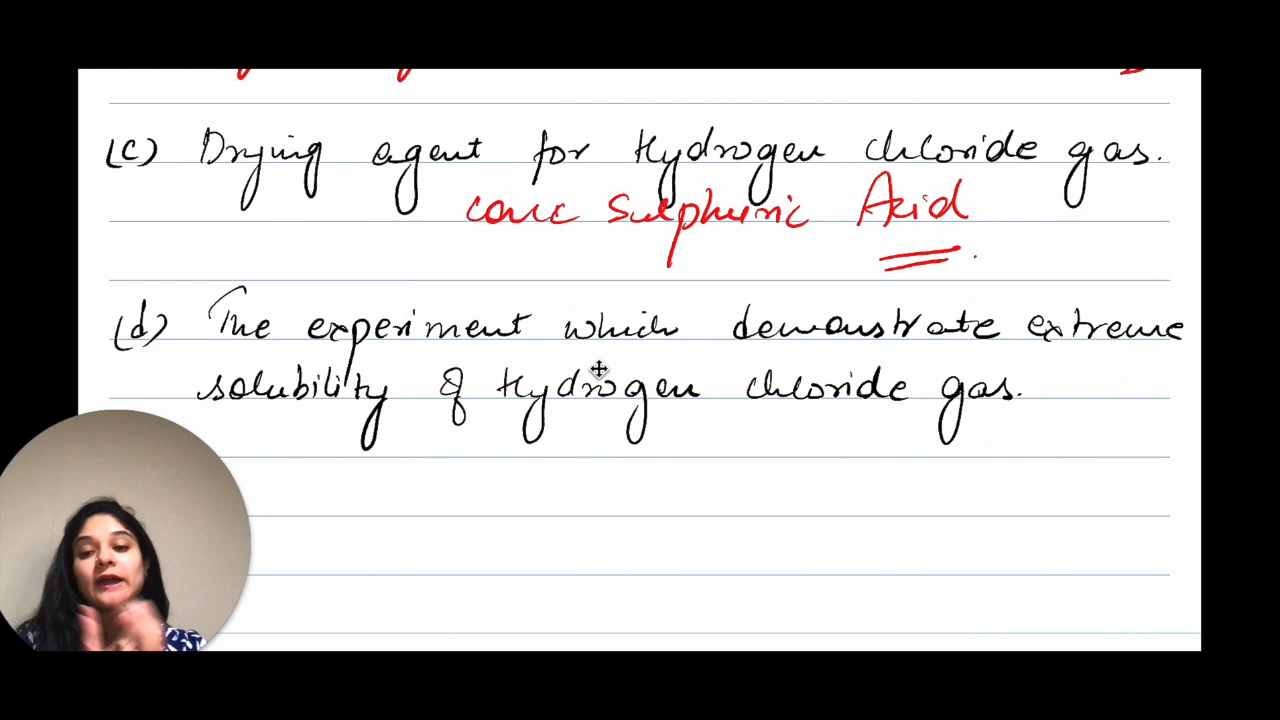 (c) Drying agent for Hydrogen chloride gas.
conc Sulphuric Acid
(d) The experiment which demonstrate extreme
solubility of Hydrogen chloride gas.